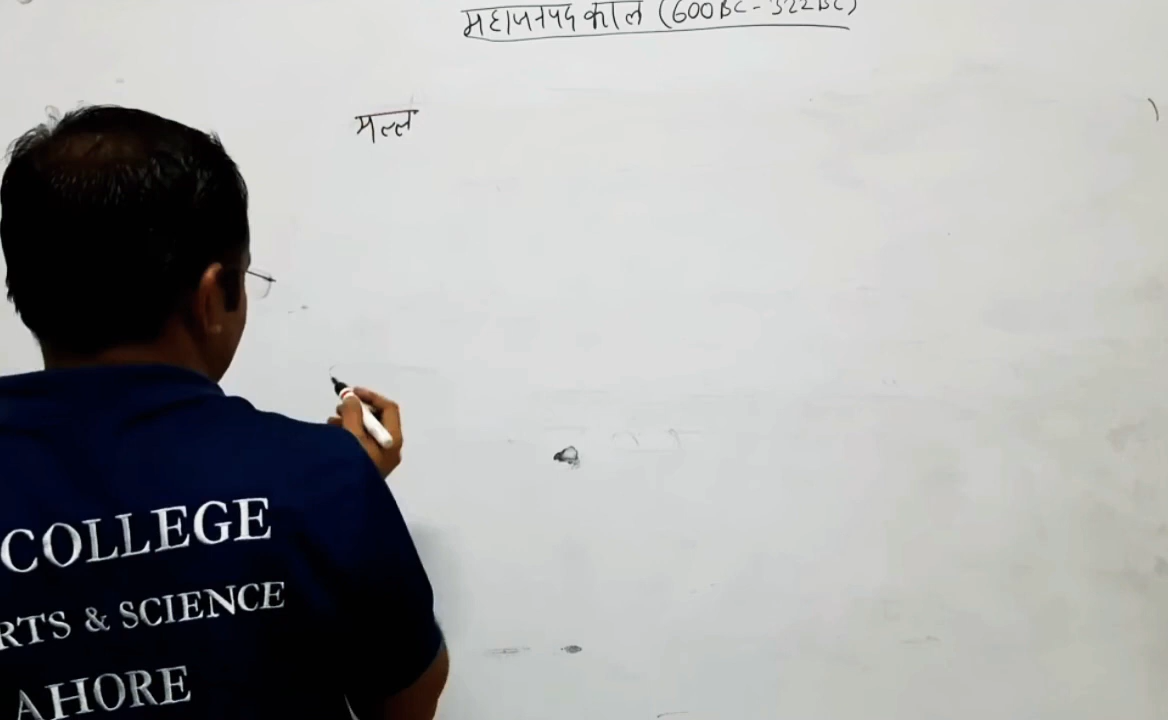 महाजनपद काल (600BC - 322BC)
मल्ल
COLLEGE
RTS & SCIENCE
AHORE